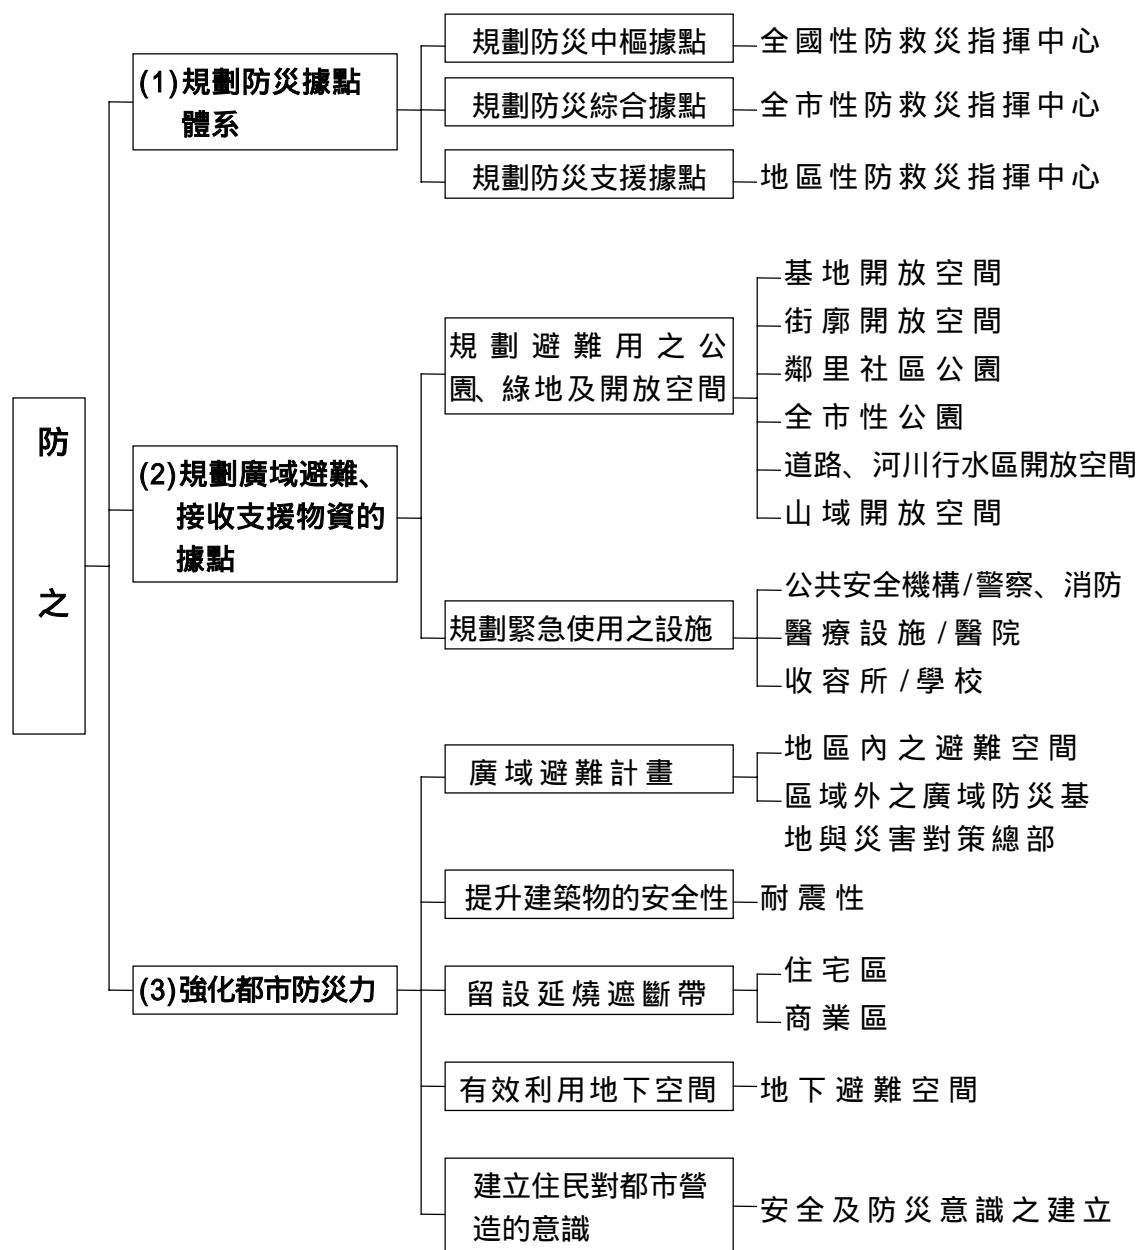 防
之
(1)規劃防災據點
體系
規劃防災中樞據點
全國性防救災指揮中心
規劃防災綜合據點
全市性防救災指揮中心
規劃防災支援據點
地區性防救災指揮中心
(2)規劃廣域避難、
接收支援物資的
據點
規劃避難用之公
園、綠地及開放空間
基地開放空間
街廓開放空間
鄰里社區公園
全市性公園
道路、河川行水區開放空間
山域開放空間
規劃緊急使用之設施
公共安全機構/警察、消防
醫療設施/醫院
收容所/學校
(3)強化都市防災力
廣域避難計畫
地區內之避難空間
區域外之廣域防災基
地與災害對策總部
提升建築物的安全性
耐震性
留設延燒遮斷帶
住宅區
商業區
有效利用地下空間
地下避難空間
建立住民對都市營
造的意識
安全及防災意識之建立